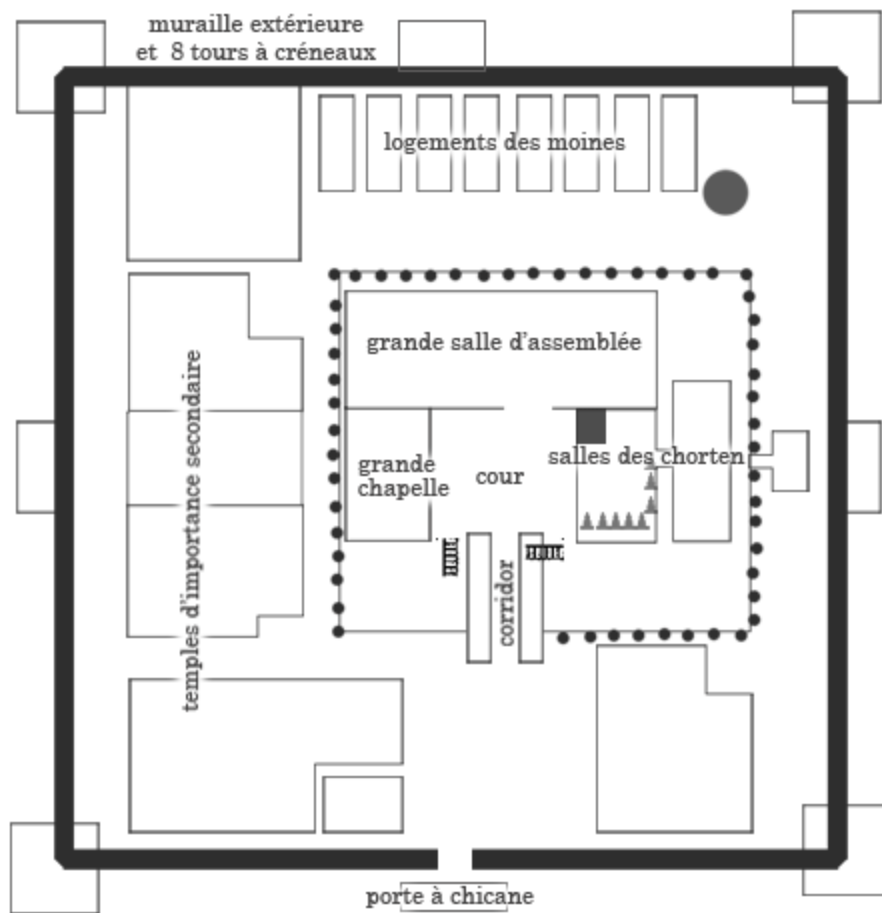 muraille extérieure
et 8 tours à créneaux
logements des moines
grande salle d'assemblée
temples d'importance secondaire
grande
chapelle
cour
salles des chorten
corridor
porte à chicane